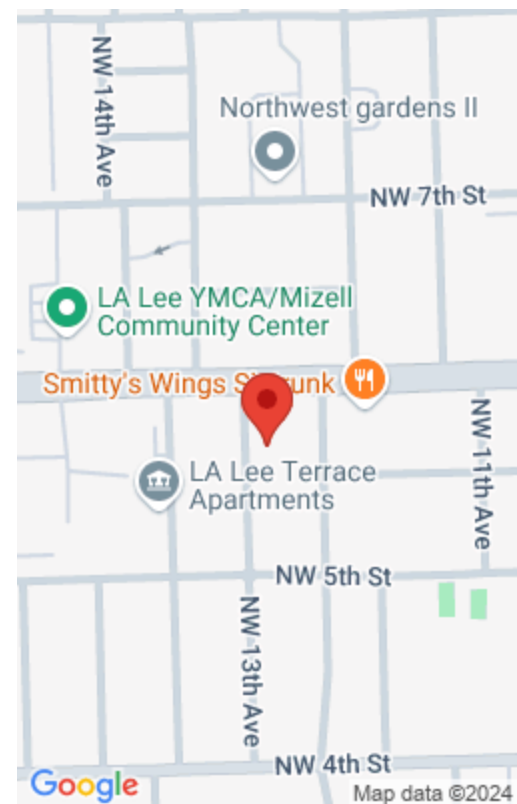 NW 14th Ave
Northwest gardens II
NW 7th St
LA Lee YMCA/Mizell
Community Center
Smitty's Wings
unk
LA Lee Terrace
Apartments
NW 11th Ave
NW 5th St
NW 13th Ave
NW 4th St
Google
Map data ©2024